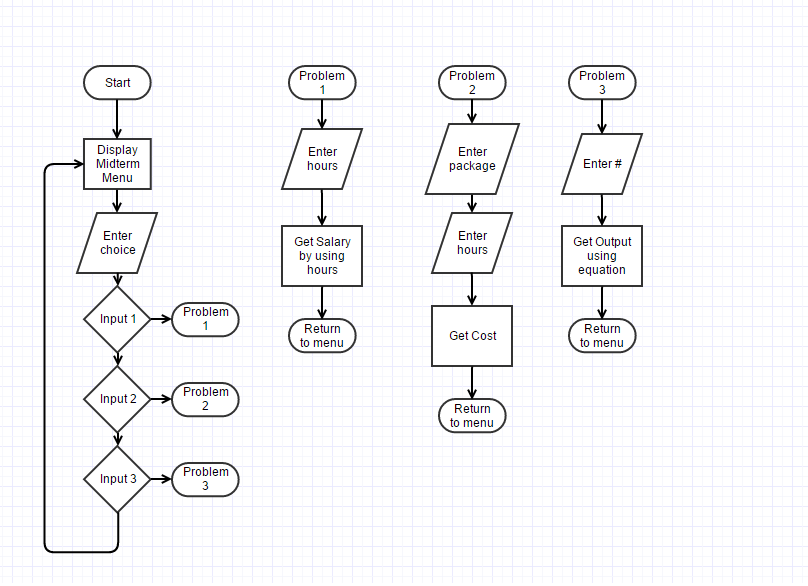 Start
Display
Midterm
Menu
Enter
choice
Input 1
Problem
1
Input 2
Problem
2
Input 3
Problem
3
Problem
1
Enter
hours
Get Salary
by using
hours
Return
to menu
Problem
2
Enter
package
Enter
hours
Get Cost
Return
to menu
Problem
3
Enter #
Get Output
using
equation
Return
to menu